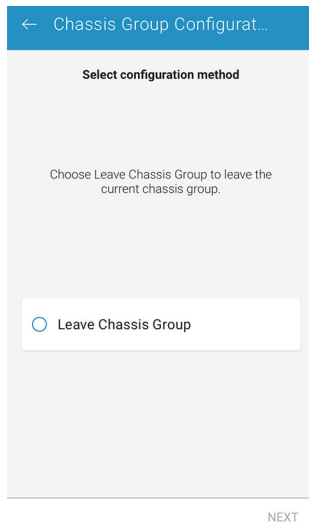 Chassis Group Configurat...
Select configuration method
Choose Leave Chassis Group to leave the
current chassis group.
Leave Chassis Group
NEXT